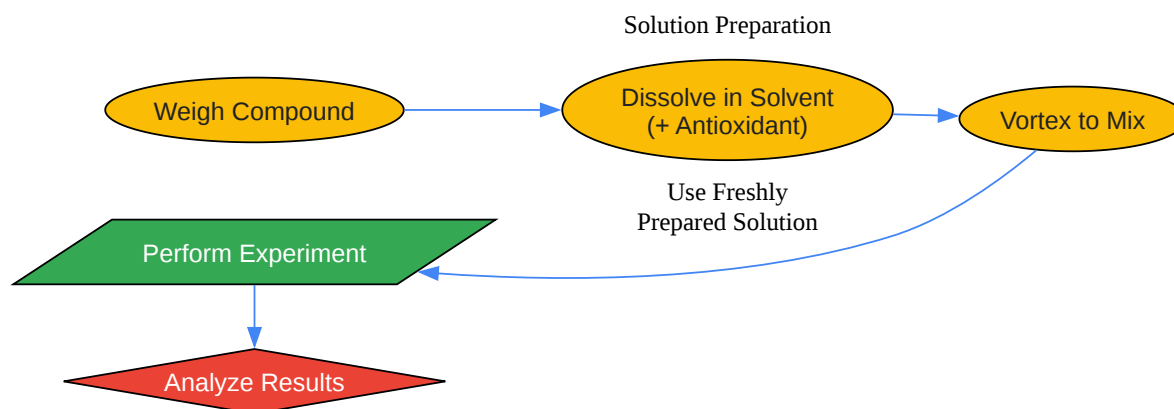 Solution Preparation
Weigh Compound
Dissolve in Solvent
(+ Antioxidant)
Vortex to Mix
Use Freshly
Prepared Solution
Perform Experiment
Analyze Results